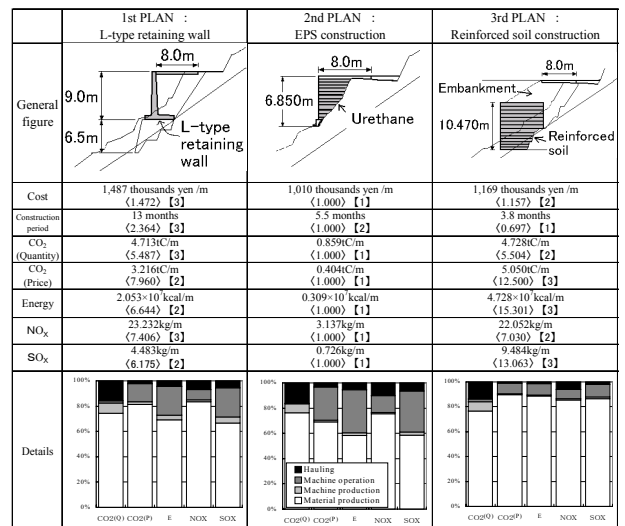 1st PLAN :
L-type retaining wall
2nd PLAN :
EPS construction
3rd PLAN :
Reinforced soil construction
General
figure
8.0m
9.0m
6.5m
L-type
retaining
wall
8.0m
6.850m
Urethane
8.0m
Embankment
10.470m
Reinforced
soil
Cost
1,487 thousands yen /m
〈1.472〉【3】
1,010 thousands yen /m
〈1.000〉【1】
1,169 thousands yen /m
〈1.157〉【2】
Construction
period
13 months
〈2.364〉【3】
5.5 months
〈1.000〉【2】
3.8 months
〈0.697〉【1】
CO2
(Quantity)
4.713tC/m
〈5.487〉【3】
0.859tC/m
〈1.000〉【1】
4.728tC/m
〈5.504〉【2】
CO2
(Price)
3.216tC/m
〈7.960〉【2】
0.404tC/m
〈1.000〉【1】
5.050tC/m
〈12.500〉【3】
Energy
2.053×10⁷kcal/m
〈6.644〉【2】
0.309×10⁷kcal/m
〈1.000〉【1】
4.728×10⁷kcal/m
〈15.301〉【3】
NOX
23.232kg/m
〈7.406〉【3】
3.137kg/m
〈1.000〉【1】
22.052kg/m
〈7.030〉【2】
SOX
4.483kg/m
〈6.175〉【2】
0.726kg/m
〈1.000〉【1】
9.484kg/m
〈13.063〉【3】
Details
100%
80%
60%
40%
20%
0%
CO2(Q) CO2(P) E NOX SOX
100%
80%
60%
40%
20%
0%
Hauling
Machine operation
Machine production
Material production
CO2(Q) CO2(P) E NOX SOX
100%
80%
60%
40%
20%
0%
CO2(Q) CO2(P) E NOX SOX